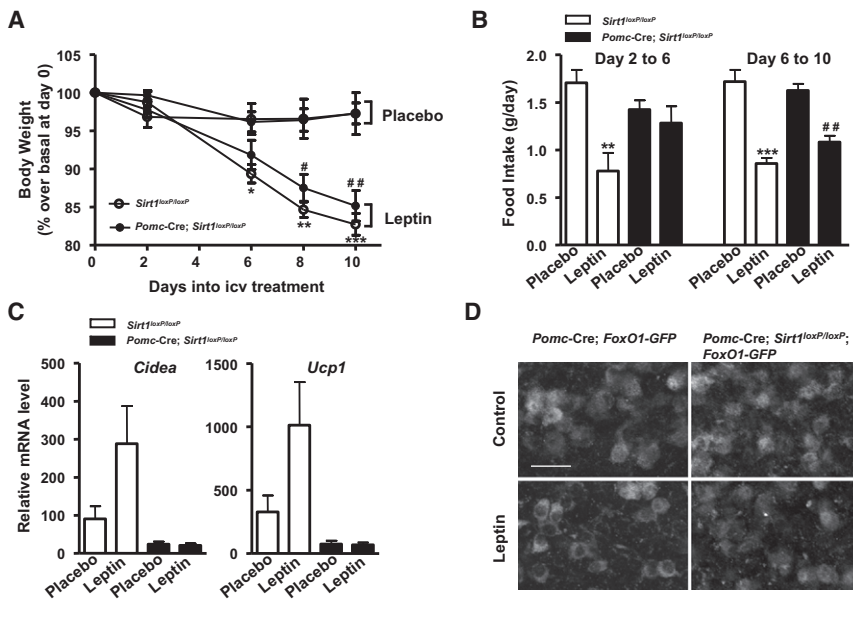 A
105
100
95
90
85
80
Body Weight
(% over basal at day 0)
Placebo
Leptin
#
##
*
**
***
Sirt1loxP/loxP
Pomc-Cre; Sirt1loxP/loxP
0
2
4
6
8
10
Days into icv treatment
B
Sirt1loxP/loxP
Pomc-Cre; Sirt1loxP/loxP
Day 2 to 6
Day 6 to 10
2.0
1.5
1.0
0.5
0.0
Food Intake (g/day)
**
***
##
Placebo
Leptin
Placebo
Leptin
Placebo
Leptin
Placebo
Leptin
C
Sirt1loxP/loxP
Pomc-Cre; Sirt1loxP/loxP
Relative mRNA level
500
400
300
200
100
0
Cidea
Placebo
Leptin
Placebo
Leptin
1500
1000
500
0
Ucp1
Placebo
Leptin
Placebo
Leptin
D
Pomc-Cre; FoxO1-GFP
Pomc-Cre; Sirt1loxP/loxP;
FoxO1-GFP
Control
Leptin